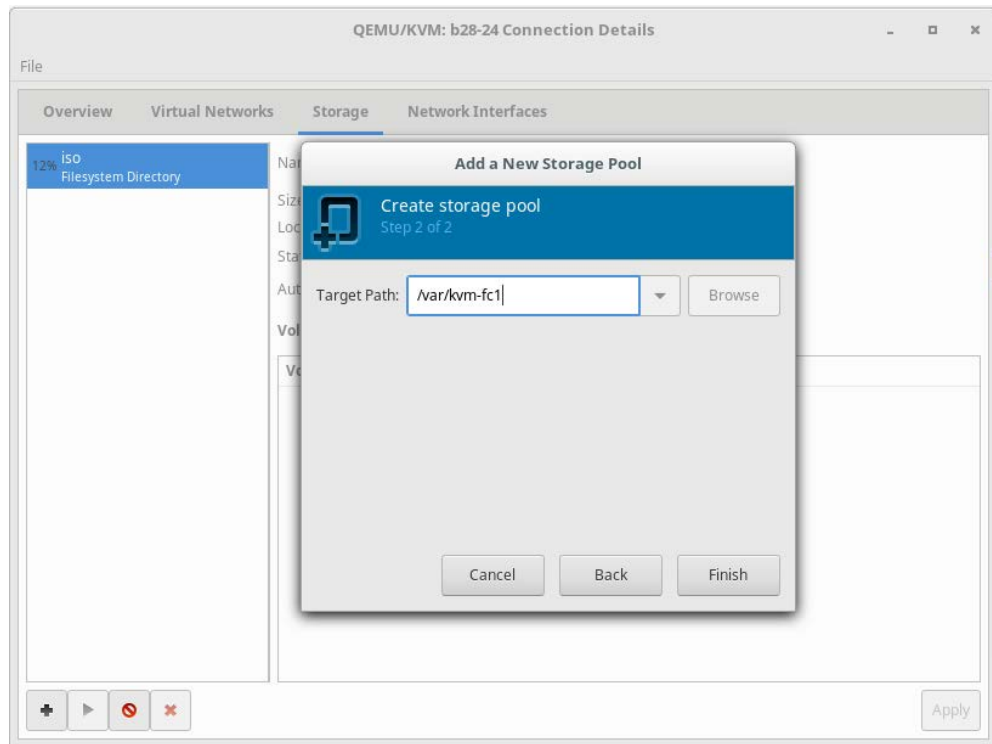 QEMU/KVM: b28-24 Connection Details
File
Overview Virtual Networks Storage Network Interfaces
12% iso
Filesystem Directory
Add a New Storage Pool
Create storage pool
Step 2 of 2
Target Path: /var/kvm-fc1 Browse
Cancel Back Finish
Apply